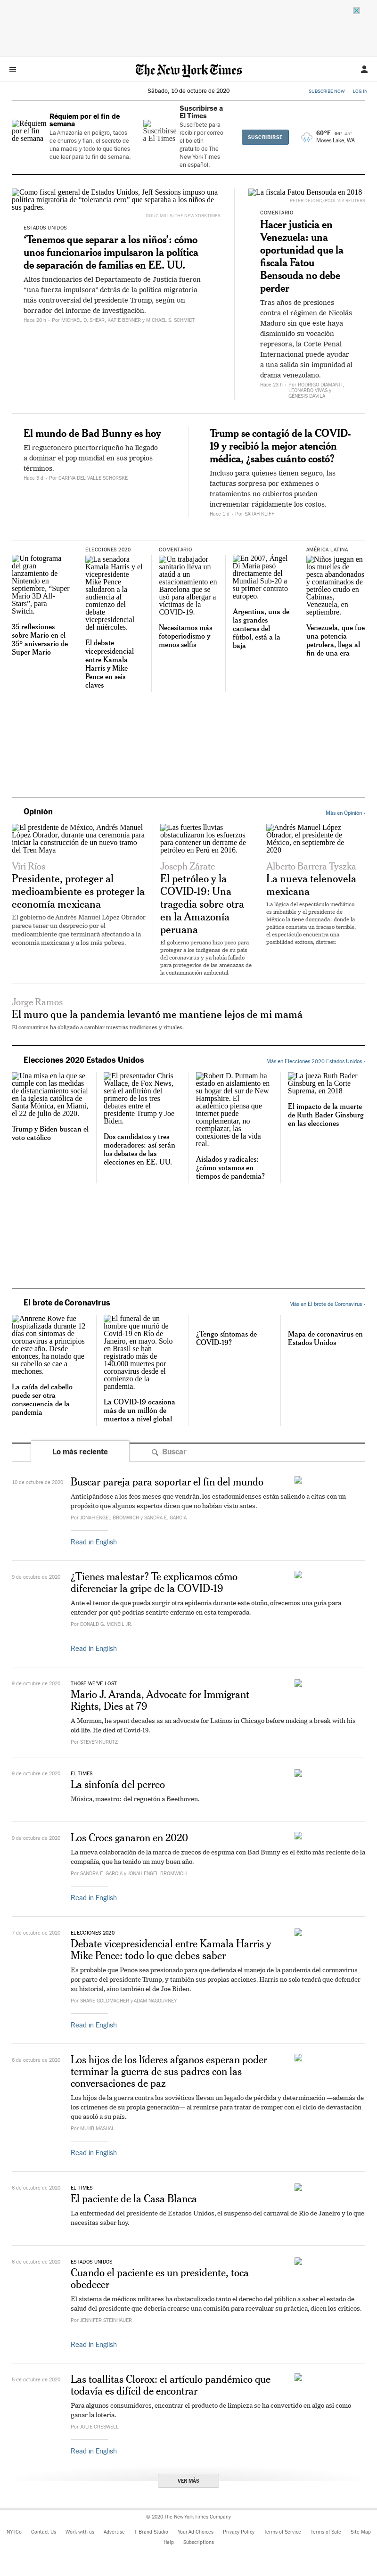 The New York Times
Sábado, 10 de octubre de 2020
SUBSCRIBE NOW | LOG IN
Réquiem por el fin de semana
Réquiem por el fin de semana
La Amazonía en peligro, tacos de churros y flan, el secreto de una madre y todo lo que tienes que leer para tu fin de semana.
Suscribirse a El Times
Suscribirse a El Times
Suscríbete para recibir por correo el boletín gratuito de The New York Times en español.
SUSCRIBIRSE
60°F
Moses Lake, WA
Como fiscal general de Estados Unidos, Jeff Sessions impuso una política migratoria de “tolerancia cero” que separaba a los niños de sus padres.
DOUG MILLS/THE NEW YORK TIMES
ESTADOS UNIDOS
‘Tenemos que separar a los niños’: cómo unos funcionarios impulsaron la política de separación de familias en EE. UU.
Altos funcionarios del Departamento de Justicia fueron “una fuerza impulsora” detrás de la política migratoria más controversial del presidente Trump, según un borrador del informe de investigación.
Hace 20 h - Por MICHAEL D. SHEAR, KATIE BENNER y MICHAEL S. SCHMIDT
La fiscala Fatou Bensouda en 2018
PETER DEJONG/POOL VIA REUTERS
COMENTARIO
Hacer justicia en Venezuela: una oportunidad que la fiscala Fatou Bensouda no debe perder
Tras años de presiones contra el régimen de Nicolás Maduro sin que este haya disminuido su vocación represora, la Corte Penal Internacional puede ayudar a una salida sin impunidad al drama venezolano.
Hace 23 h - Por RODRIGO DIAMANTI, LEONARDO VIVAS y GÉNESIS DÁVILA
El mundo de Bad Bunny es hoy
El reguetonero puertorriqueño ha llegado a dominar el pop mundial en sus propios términos.
Hace 3 d - Por CARINA DEL VALLE SCHORSKE
Trump se contagió de la COVID-19 y recibió la mejor atención médica, ¿sabes cuánto costó?
Incluso para quienes tienen seguro, las facturas sorpresa por exámenes o tratamientos no cubiertos pueden incrementar rápidamente los costos.
Hace 1 d - Por SARAH KLIFF
Un fotograma del gran lanzamiento de Nintendo en septiembre, “Super Mario 3D All-Stars”, para Switch.
35 reflexiones sobre Mario en el 35º aniversario de Super Mario
ELECCIONES 2020
La senadora Kamala Harris y el vicepresidente Mike Pence saludaron a la audiencia al comienzo del debate vicepresidencial del miércoles.
El debate vicepresidencial entre Kamala Harris y Mike Pence en seis claves
COMENTARIO
Un trabajador sanitario lleva un ataúd a un estacionamiento en Barcelona que se usó para albergar a víctimas de la COVID-19.
Necesitamos más fotoperiodismo y menos selfis
En 2007, Ángel Di María pasó directamente del Mundial Sub-20 a su primer contrato europeo.
Argentina, una de las grandes canteras del fútbol, está a la baja
AMÉRICA LATINA
Niños juegan en los muelles de pesca abandonados y contaminados de petróleo crudo en Cabimas, Venezuela, en septiembre.
Venezuela, que fue una potencia petrolera, llega al fin de una era
Opinión
Más en Opinión ›
El presidente de México, Andrés Manuel López Obrador, durante una ceremonia para iniciar la construcción de un nuevo tramo del Tren Maya
Viri Ríos
Presidente, proteger al medioambiente es proteger la economía mexicana
El gobierno de Andrés Manuel López Obrador parece tener un desprecio por el medioambiente que terminará afectando a la economía mexicana y a los más pobres.
Las fuertes lluvias obstaculizaron los esfuerzos para contener un derrame de petróleo en Perú en 2016.
Joseph Zárate
El petróleo y la COVID-19: Una tragedia sobre otra en la Amazonía peruana
El gobierno peruano hizo poco para proteger a los indígenas de su país del coronavirus y ya había fallado para protegerlos de las amenazas de la contaminación ambiental.
Andrés Manuel López Obrador, el presidente de México, en septiembre de 2020
Alberto Barrera Tyszka
La nueva telenovela mexicana
La lógica del espectáculo mediático es imbatible y el presidente de México la tiene dominada: donde la política constata un fracaso terrible, el espectáculo encuentra una posibilidad exitosa, distraer.
Jorge Ramos
El muro que la pandemia levantó me mantiene lejos de mi mamá
El coronavirus ha obligado a cambiar nuestras tradiciones y rituales.
Elecciones 2020 Estados Unidos
Más en Elecciones 2020 Estados Unidos ›
Una misa en la que se cumple con las medidas de distanciamiento social en la iglesia católica de Santa Mónica, en Miami, el 22 de julio de 2020.
Trump y Biden buscan el voto católico
El presentador Chris Wallace, de Fox News, será el anfitrión del primero de los tres debates entre el presidente Trump y Joe Biden.
Dos candidatos y tres moderadores: así serán los debates de las elecciones en EE. UU.
Robert D. Putnam ha estado en aislamiento en su hogar del sur de New Hampshire. El académico piensa que internet puede complementar, no reemplazar, las conexiones de la vida real.
Aislados y radicales: ¿cómo votamos en tiempos de pandemia?
La jueza Ruth Bader Ginsburg en la Corte Suprema, en 2018
El impacto de la muerte de Ruth Bader Ginsburg en las elecciones
El brote de Coronavirus
Más en El brote de Coronavirus ›
Annrene Rowe fue hospitalizada durante 12 días con síntomas de coronavirus a principios de este año. Desde entonces, ha notado que su cabello se cae a mechones.
La caída del cabello puede ser otra consecuencia de la pandemia
El funeral de un hombre que murió de Covid-19 en Río de Janeiro, en mayo. Solo en Brasil se han registrado más de 140.000 muertes por coronavirus desde el comienzo de la pandemia.
La COVID-19 ocasiona más de un millón de muertos a nivel global
¿Tengo síntomas de COVID-19?
Mapa de coronavirus en Estados Unidos
Lo más reciente
Buscar
10 de octubre de 2020
Buscar pareja para soportar el fin del mundo
Anticipándose a los feos meses que vendrán, los estadounidenses están saliendo a citas con un propósito que algunos expertos dicen que no habían visto antes.
Por JONAH ENGEL BROMWICH y SANDRA E. GARCIA
Read in English
9 de octubre de 2020
¿Tienes malestar? Te explicamos cómo diferenciar la gripe de la COVID-19
Ante el temor de que pueda surgir otra epidemia durante este otoño, ofrecemos una guía para entender por qué podrías sentirte enfermo en esta temporada.
Por DONALD G. MCNEIL JR.
Read in English
9 de octubre de 2020
THOSE WE'VE LOST
Mario J. Aranda, Advocate for Immigrant Rights, Dies at 79
A Mormon, he spent decades as an advocate for Latinos in Chicago before making a break with his old life. He died of Covid-19.
Por STEVEN KURUTZ
9 de octubre de 2020
EL TIMES
La sinfonía del perreo
Música, maestro: del reguetón a Beethoven.
8 de octubre de 2020
Los Crocs ganaron en 2020
La nueva colaboración de la marca de zuecos de espuma con Bad Bunny es el éxito más reciente de la compañía, que ha tenido un muy buen año.
Por SANDRA E. GARCIA y JONAH ENGEL BROMWICH
Read in English
7 de octubre de 2020
ELECCIONES 2020
Debate vicepresidencial entre Kamala Harris y Mike Pence: todo lo que debes saber
Es probable que Pence sea presionado para que defienda el manejo de la pandemia del coronavirus por parte del presidente Trump, y también sus propias acciones. Harris no solo tendrá que defender su historial, sino también el de Joe Biden.
Por SHANE GOLDMACHER y ADAM NAGOURNEY
Read in English
6 de octubre de 2020
Los hijos de los líderes afganos esperan poder terminar la guerra de sus padres con las conversaciones de paz
Los hijos de la guerra contra los soviéticos llevan un legado de pérdida y determinación —además de los crímenes de su propia generación— al reunirse para tratar de romper con el ciclo de devastación que asoló a su país.
Por MUJIB MASHAL
Read in English
6 de octubre de 2020
EL TIMES
El paciente de la Casa Blanca
La enfermedad del presidente de Estados Unidos, el suspenso del carnaval de Río de Janeiro y lo que necesitas saber hoy.
6 de octubre de 2020
ESTADOS UNIDOS
Cuando el paciente es un presidente, toca obedecer
El sistema de médicos militares ha obstaculizado tanto el derecho del público a saber el estado de salud del presidente que debería crearse una comisión para reevaluar su práctica, dicen los críticos.
Por JENNIFER STEINHAUER
Read in English
5 de octubre de 2020
Las toallitas Clorox: el artículo pandémico que todavía es difícil de encontrar
Para algunos consumidores, encontrar el producto de limpieza se ha convertido en algo así como ganar la lotería.
Por JULIE CRESWELL
Read in English
VER MÁS
© 2020 The New York Times Company
NYTCo Contact Us Work with us Advertise T Brand Studio Your Ad Choices Privacy Policy Terms of Service Terms of Sale Site Map
Help Subscriptions